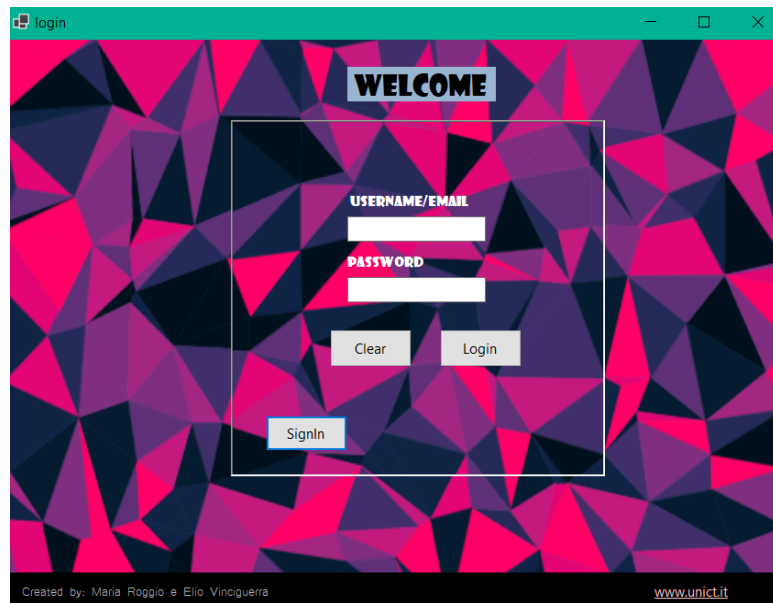 login
WELCOME
USERNAME/EMAIL
PASSWORD
Clear Login
SignIn
Created by: Maria Roggio e Elio Vinciguerra www.unict.it